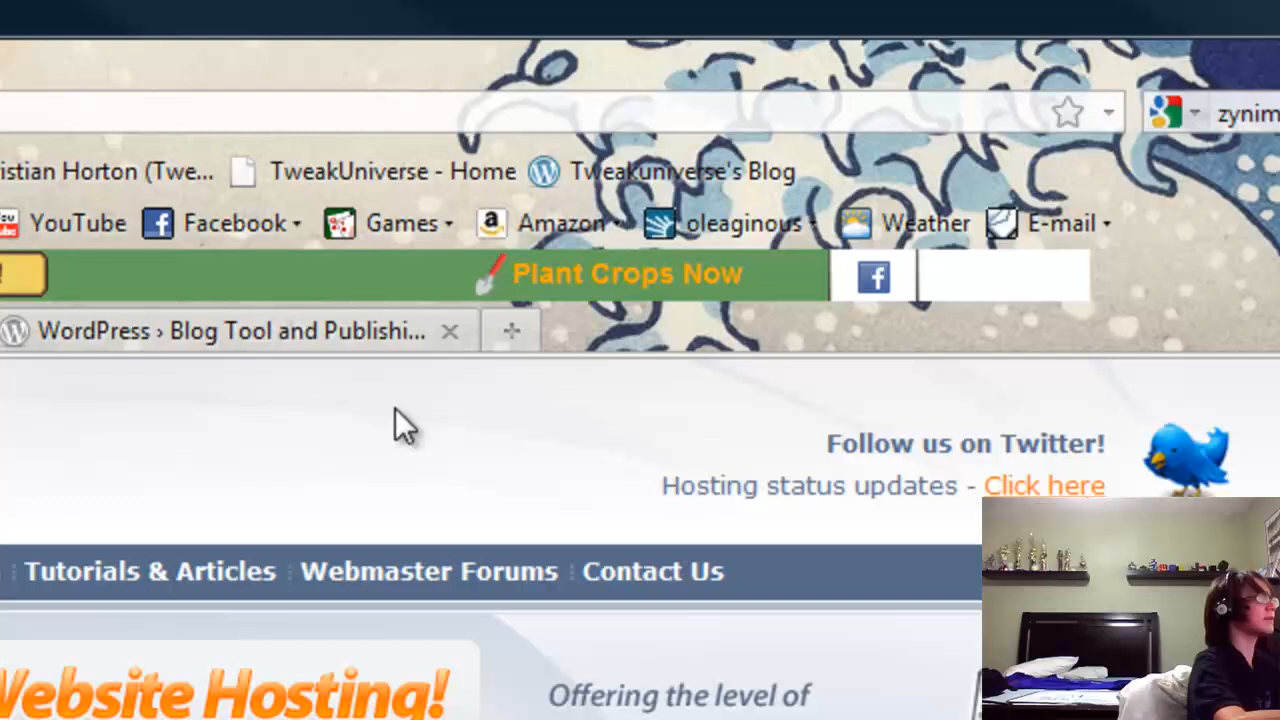 zynim
istian Horton (Twe... TweakUniverse - Home Tweakuniverse's Blog
You YouTube Facebook Games Amazon oleaginous Weather E-mail
! Plant Crops Now
WordPress › Blog Tool and Publishi...
Follow us on Twitter!
Hosting status updates - Click here
Tutorials & Articles Webmaster Forums Contact Us
Website Hosting!
Offering the level of